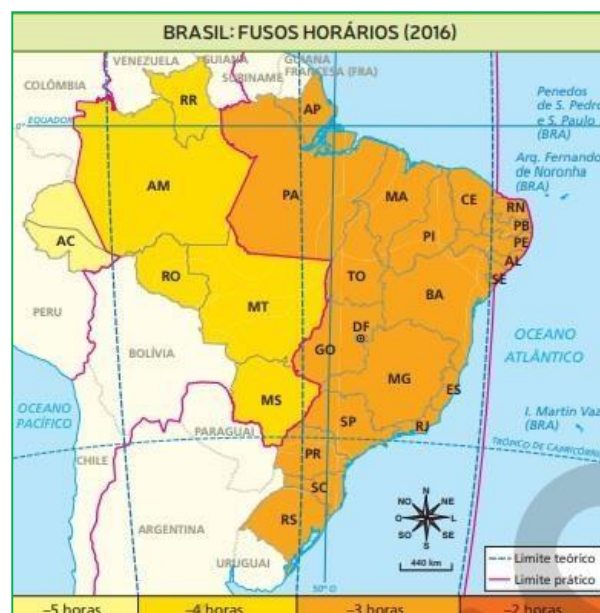 BRASIL: FUSOS HORÁRIOS (2016)
VENEZUELA
GUIANA
GUIANA
FRANCESA (FRA)
SURINAME
COLÔMBIA
RR
AP
Penedos
de S. Pedro
e S. Paulo
(BRA)
0°
EQUADOR
Arq. Fernando
de Noronha
(BRA)
AM
PA
MA
CE
RN
PB
PE
AL
SE
PI
AC
RO
TO
BA
MT
PERU
DF
GO
BOLÍVIA
OCEANO
ATLÂNTICO
MG
ES
MS
OCEANO
PACÍFICO
SP
RJ
I. Martin Vaz
(BRA)
PARAGUAI
TRÓPICO DE CAPRICÓRNIO
CHILE
PR
SC
RS
N
NO
NE
O
L
SO
SE
S
ARGENTINA
URUGUAI
440 km
Limite teórico
Limite prático
50° O
–5 horas
–4 horas
–3 horas
–2 horas